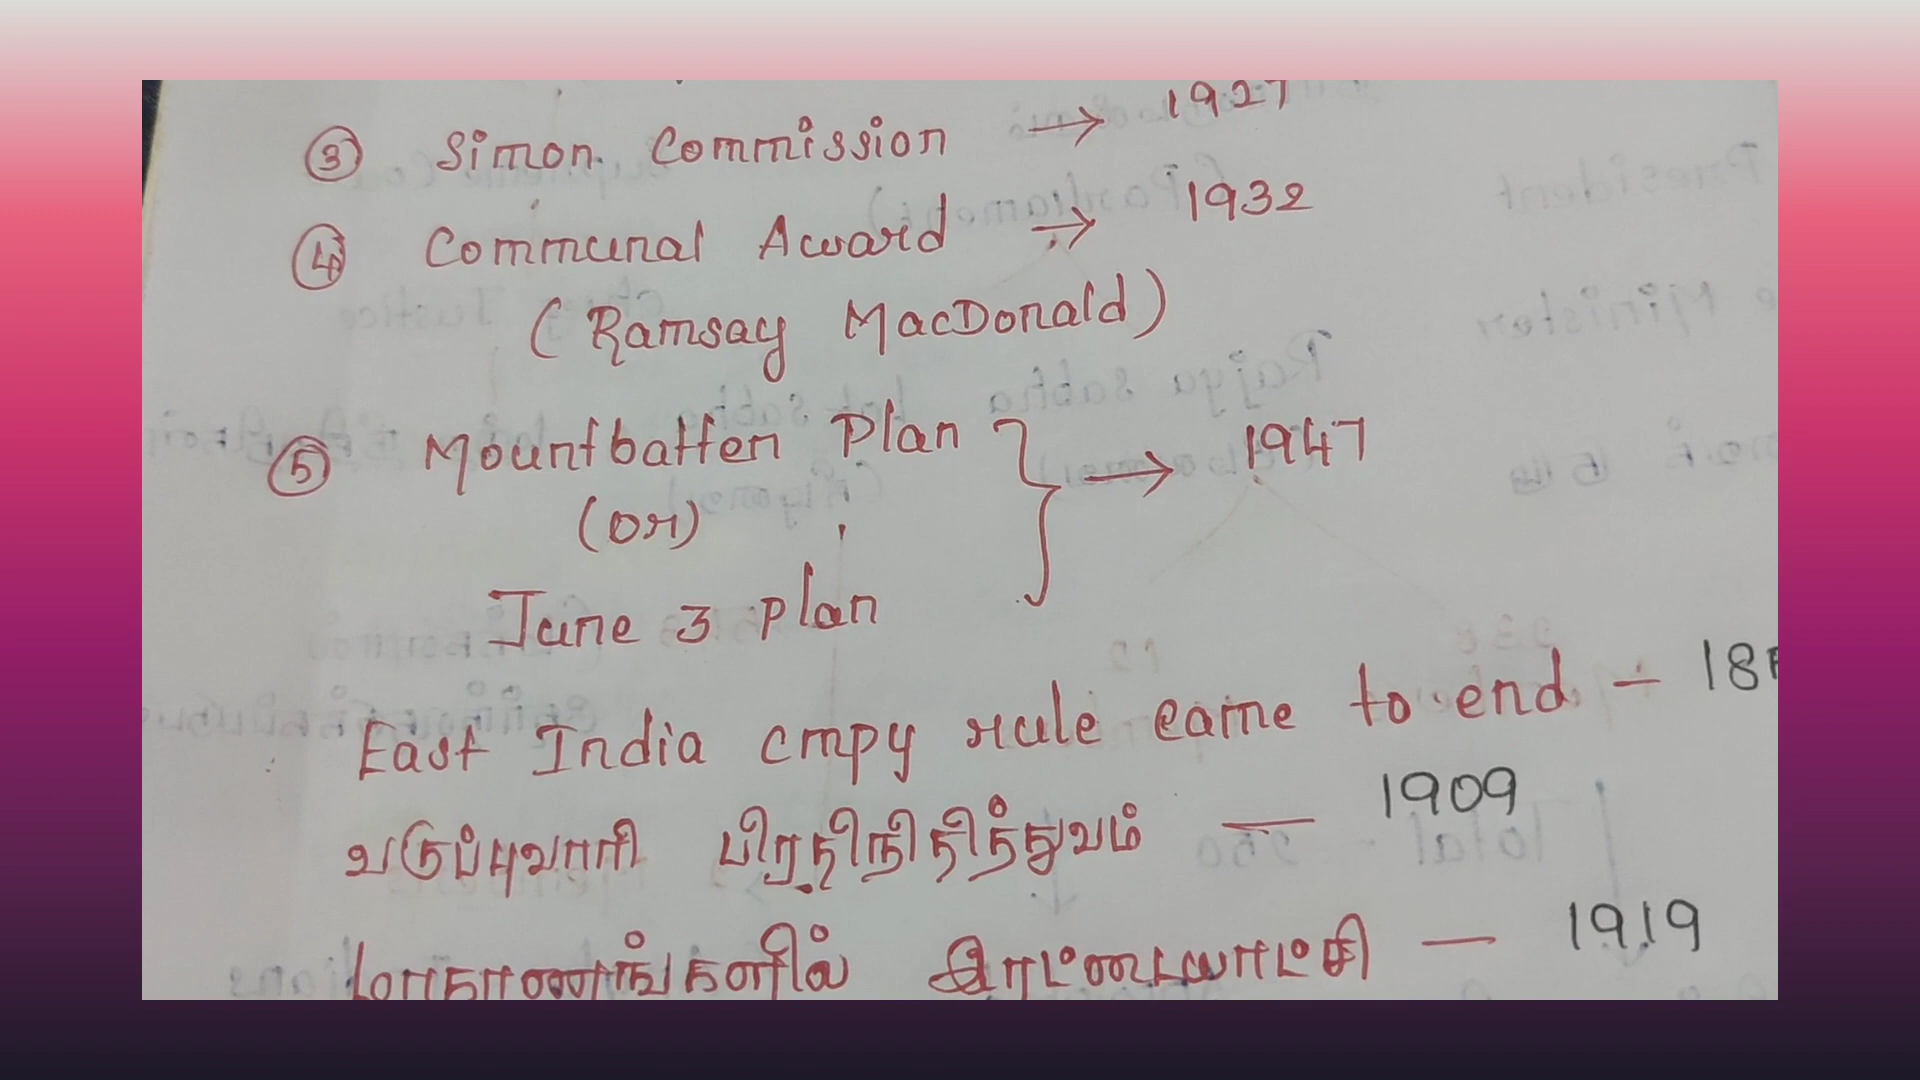 ③ Simon Commission → 1927
④ Communal Award → 1932
(Ramsay MacDonald)
⑤ Mountbatten Plan } → 1947
(or)
June 3 plan
East India cmpy rule came to end - 18
வகுப்புவாரி பிரதிநிதித்துவம் — 1909
மாநாணங்களில் இரட்டையாட்சி — 1919